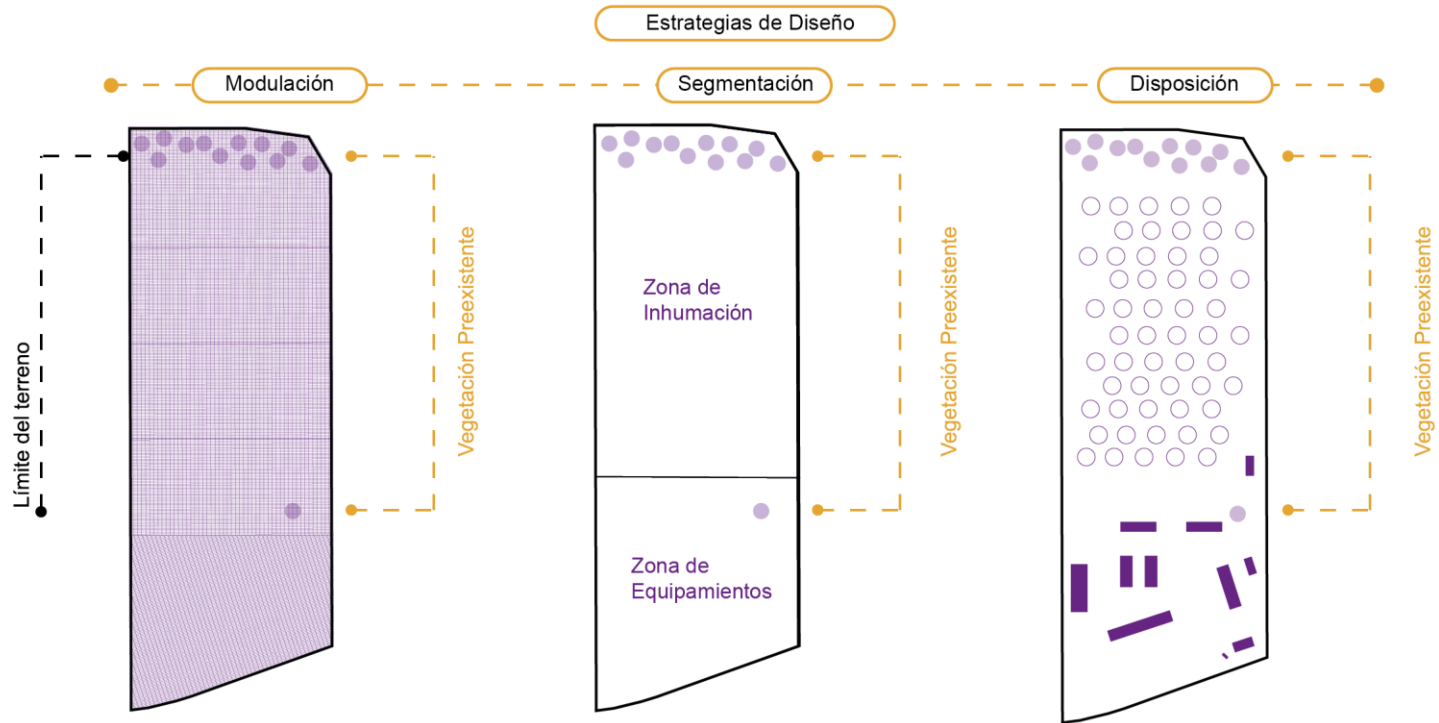 Estrategias de Diseño
Modulación
Segmentación
Disposición
Límite del terreno
Vegetación Preexistente
Zona de
Inhumación
Zona de
Equipamientos
Vegetación Preexistente
Vegetación Preexistente